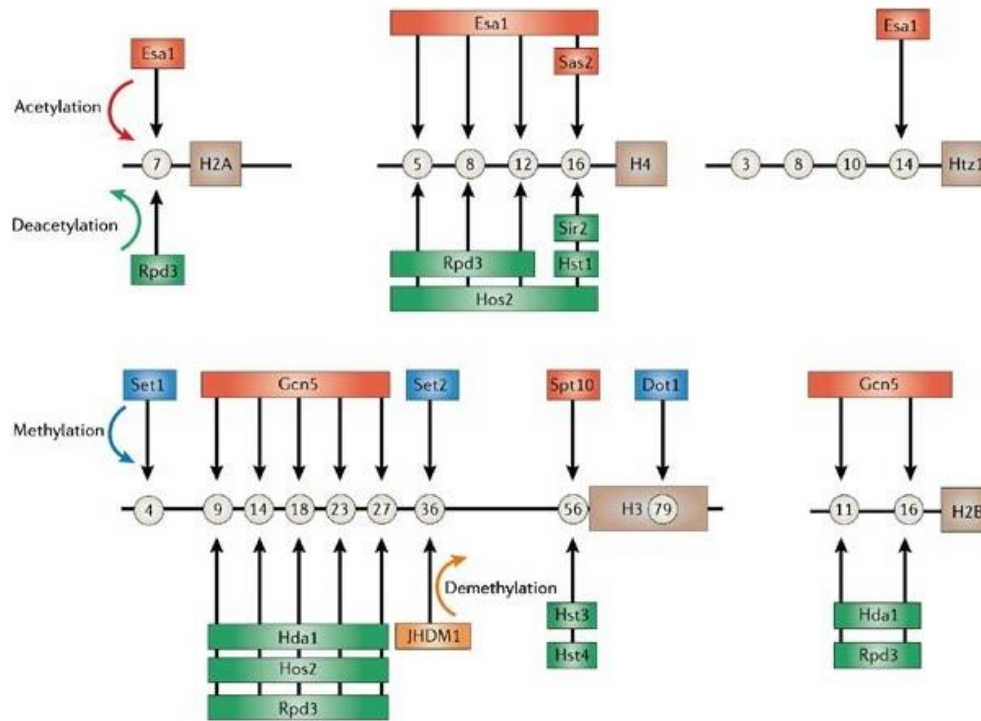 Esa1
Esa1
Esa1
Sas2
Acetylation
7 H2A
5 8 12 16 H4
3 8 10 14 Htz1
Deacetylation
Sir2
Rpd3
Rpd3
Hst1
Hos2
Set1
Gcn5
Set2
Spt10
Dot1
Gcn5
Methylation
4 9 14 18 23 27 36 56 H3 79
11 16 H2B
Demethylation
Hda1
JHDM1
Hst3
Hda1
Hos2
Hst4
Rpd3
Rpd3